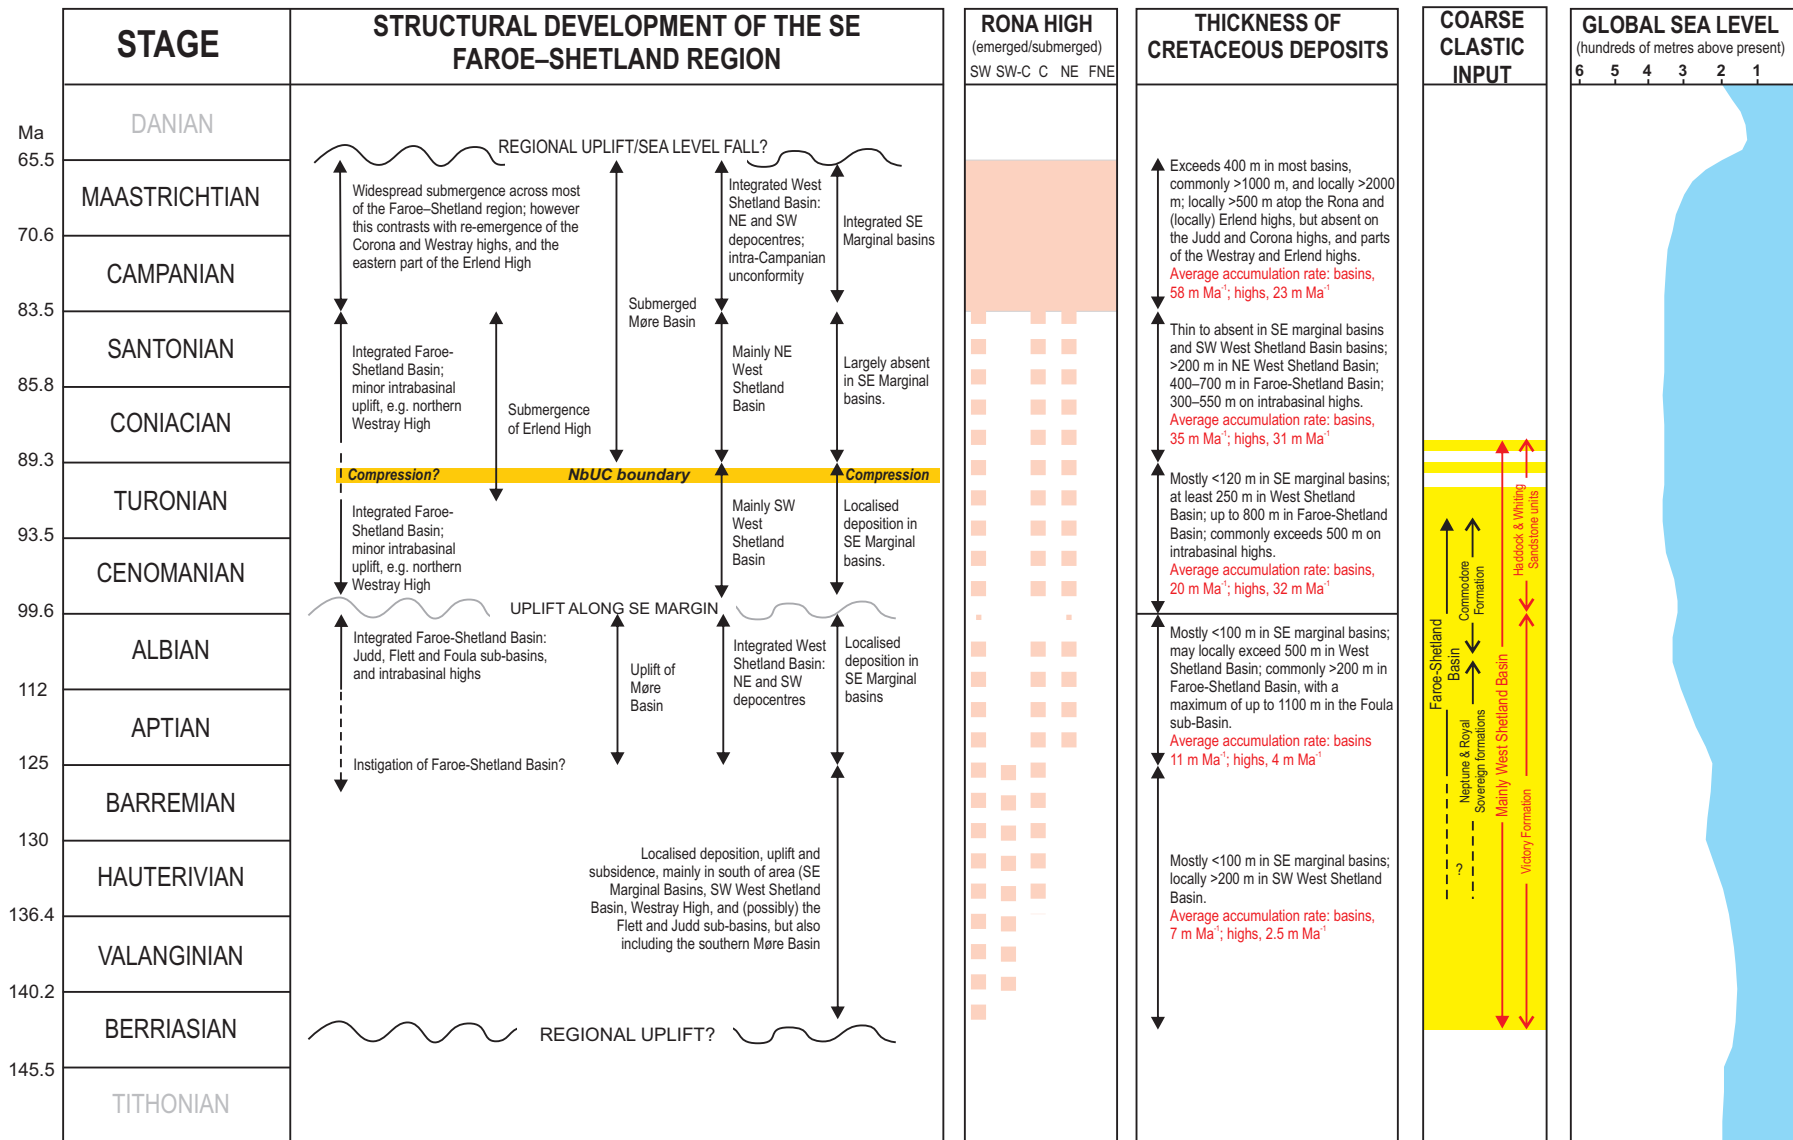 STAGE
STRUCTURAL DEVELOPMENT OF THE SE
FAROE–SHETLAND REGION
RONA HIGH
(emerged/submerged)
SW SW-C C NE FNE
THICKNESS OF
CRETACEOUS DEPOSITS
COARSE
CLASTIC
INPUT
GLOBAL SEA LEVEL
(hundreds of metres above present)
6 5 4 3 2 1
Ma
65.5
70.6
83.5
85.8
89.3
93.5
99.6
112
125
130
136.4
140.2
145.5
DANIAN
MAASTRICHTIAN
CAMPANIAN
SANTONIAN
CONIACIAN
TURONIAN
CENOMANIAN
ALBIAN
APTIAN
BARREMIAN
HAUTERIVIAN
VALANGINIAN
BERRIASIAN
TITHONIAN
REGIONAL UPLIFT/SEA LEVEL FALL?
Widespread submergence across most
of the Faroe–Shetland region; however
this contrasts with re-emergence of the
Corona and Westray highs, and the
eastern part of the Erlend High
Submerged
Møre Basin
Integrated West
Shetland Basin:
NE and SW
depocentres;
intra-Campanian
unconformity
Integrated SE
Marginal basins
Integrated Faroe-
Shetland Basin;
minor intrabasinal
uplift, e.g. northern
Westray High
Submergence
of Erlend High
Mainly NE
West
Shetland
Basin
Largely absent
in SE Marginal
basins.
Compression?
NbUC boundary
Compression
Integrated Faroe-
Shetland Basin;
minor intrabasinal
uplift, e.g. northern
Westray High
Mainly SW
West
Shetland
Basin
Localised
deposition in
SE Marginal
basins.
UPLIFT ALONG SE MARGIN
Integrated Faroe-Shetland Basin:
Judd, Flett and Foula sub-basins,
and intrabasinal highs
Uplift of
Møre
Basin
Integrated West
Shetland Basin:
NE and SW
depocentres
Localised
deposition in
SE Marginal
basins
Instigation of Faroe-Shetland Basin?
Localised deposition, uplift and
subsidence, mainly in south of area (SE
Marginal Basins, SW West Shetland
Basin, Westray High, and (possibly) the
Flett and Judd sub-basins, but also
including the southern Møre Basin
REGIONAL UPLIFT?
Exceeds 400 m in most basins,
commonly >1000 m, and locally >2000
m; locally >500 m atop the Rona and
(locally) Erlend highs, but absent on
the Judd and Corona highs, and parts
of the Westray and Erlend highs.
Average accumulation rate: basins,
58 m Ma⁻¹; highs, 23 m Ma⁻¹
Thin to absent in SE marginal basins
and SW West Shetland Basin basins;
>200 m in NE West Shetland Basin;
400–700 m in Faroe-Shetland Basin;
300–550 m on intrabasinal highs.
Average accumulation rate: basins,
35 m Ma⁻¹; highs, 31 m Ma⁻¹
Mostly <120 m in SE marginal basins;
at least 250 m in West Shetland
Basin; up to 800 m in Faroe-Shetland
Basin; commonly exceeds 500 m on
intrabasinal highs.
Average accumulation rate: basins,
20 m Ma⁻¹; highs, 32 m Ma⁻¹
Mostly <100 m in SE marginal basins;
may locally exceed 500 m in West
Shetland Basin; commonly >200 m in
Faroe-Shetland Basin, with a
maximum of up to 1100 m in the Foula
sub-Basin.
Average accumulation rate: basins
11 m Ma⁻¹; highs, 4 m Ma⁻¹
Mostly <100 m in SE marginal basins;
locally >200 m in SW West Shetland
Basin.
Average accumulation rate: basins,
7 m Ma⁻¹; highs, 2.5 m Ma⁻¹
Faroe-Shetland
Basin
Commodore
Formation
Neptune & Royal
Sovereign formations
?
Mainly West Shetland Basin
Haddock & Whiting
Sandstone units
Victory Formation